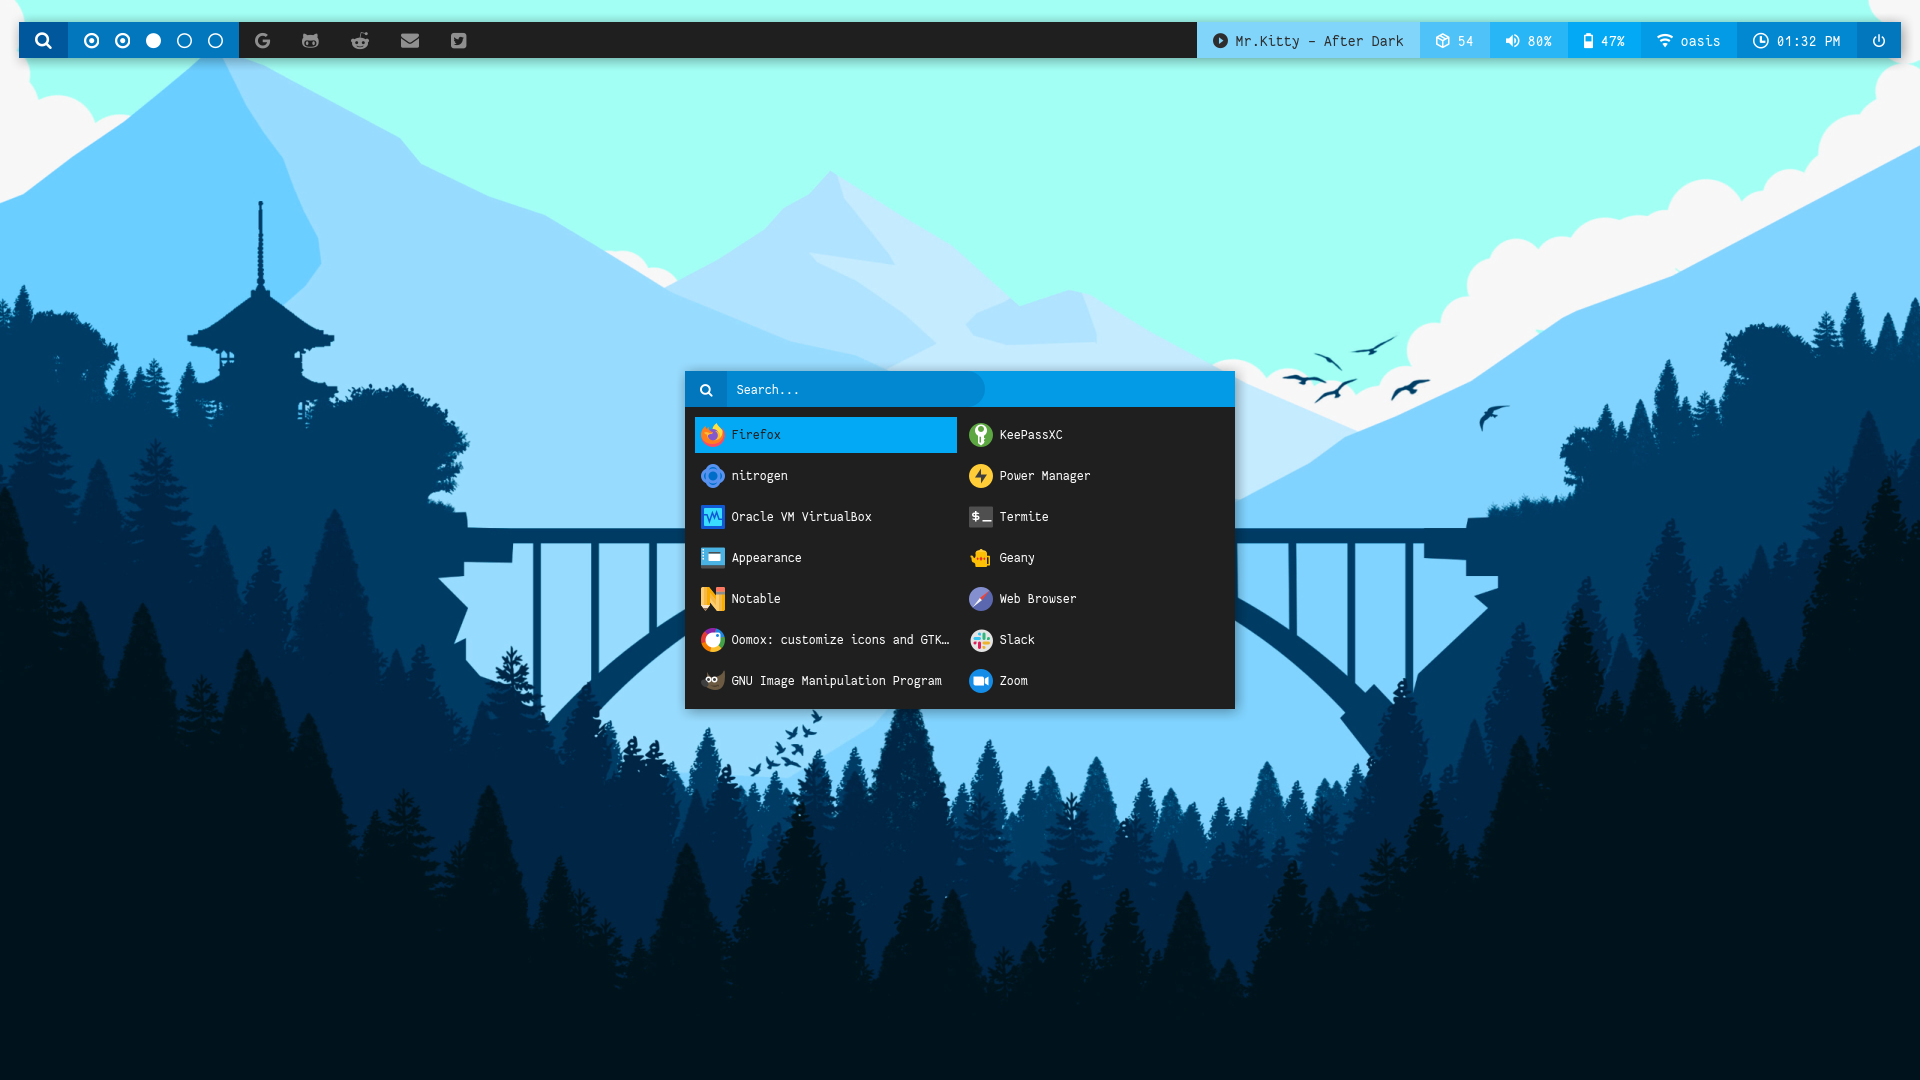 Mr.Kitty - After Dark 54 80% 47% oasis 01:32 PM
Search...
Firefox KeePassXC
nitrogen Power Manager
Oracle VM VirtualBox $_ Termite
Appearance Geany
Notable Web Browser
Oomox: customize icons and GTK… Slack
GNU Image Manipulation Program Zoom